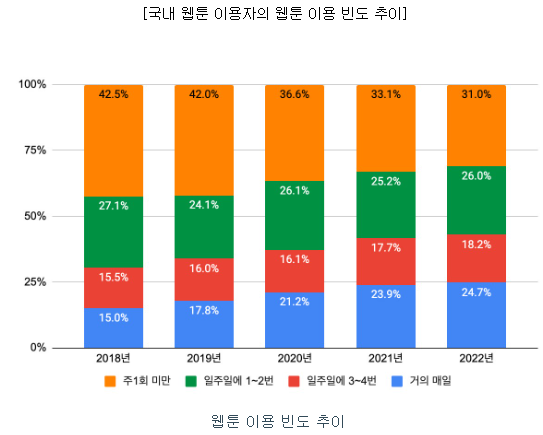 [국내 웹툰 이용자의 웹툰 이용 빈도 추이]
100%
42.5% 42.0% 36.6% 33.1% 31.0%
75%
27.1% 24.1% 26.1% 25.2% 26.0%
50%
15.5% 16.0% 16.1% 17.7% 18.2%
25%
15.0% 17.8% 21.2% 23.9% 24.7%
0%
2018년 2019년 2020년 2021년 2022년
주1회 미만 일주일에 1~2번 일주일에 3~4번 거의 매일
웹툰 이용 빈도 추이